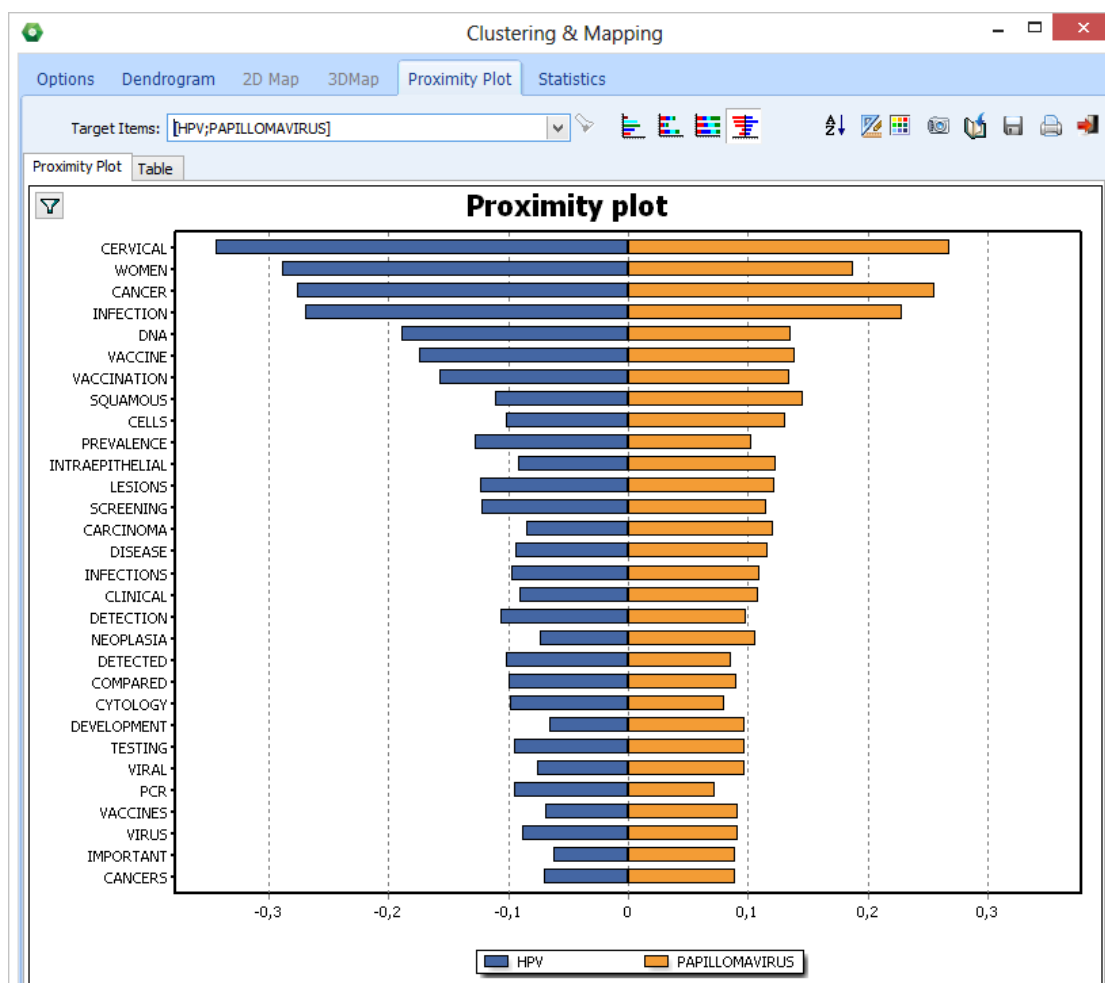 Clustering & Mapping
Options Dendrogram 2D Map 3DMap Proximity Plot Statistics
Target Items: [HPV;PAPILLOMAVIRUS]
Proximity Plot Table
Proximity plot
CERVICAL
WOMEN
CANCER
INFECTION
DNA
VACCINE
VACCINATION
SQUAMOUS
CELLS
PREVALENCE
INTRAEPITHELIAL
LESIONS
SCREENING
CARCINOMA
DISEASE
INFECTIONS
CLINICAL
DETECTION
NEOPLASIA
DETECTED
COMPARED
CYTOLOGY
DEVELOPMENT
TESTING
VIRAL
PCR
VACCINES
VIRUS
IMPORTANT
CANCERS
-0,3 -0,2 -0,1 0 0,1 0,2 0,3
HPV PAPILLOMAVIRUS